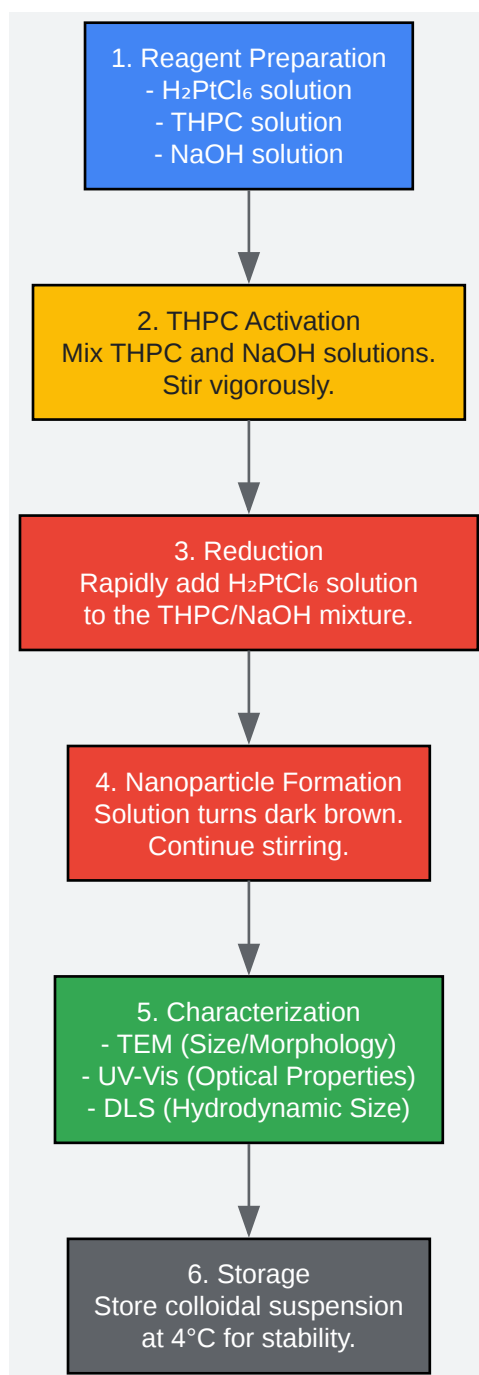 1. Reagent Preparation
- H₂PtCl₆ solution
- THPC solution
- NaOH solution
2. THPC Activation
Mix THPC and NaOH solutions.
Stir vigorously.
3. Reduction
Rapidly add H₂PtCl₆ solution
to the THPC/NaOH mixture.
4. Nanoparticle Formation
Solution turns dark brown.
Continue stirring.
5. Characterization
- TEM (Size/Morphology)
- UV-Vis (Optical Properties)
- DLS (Hydrodynamic Size)
6. Storage
Store colloidal suspension
at 4°C for stability.